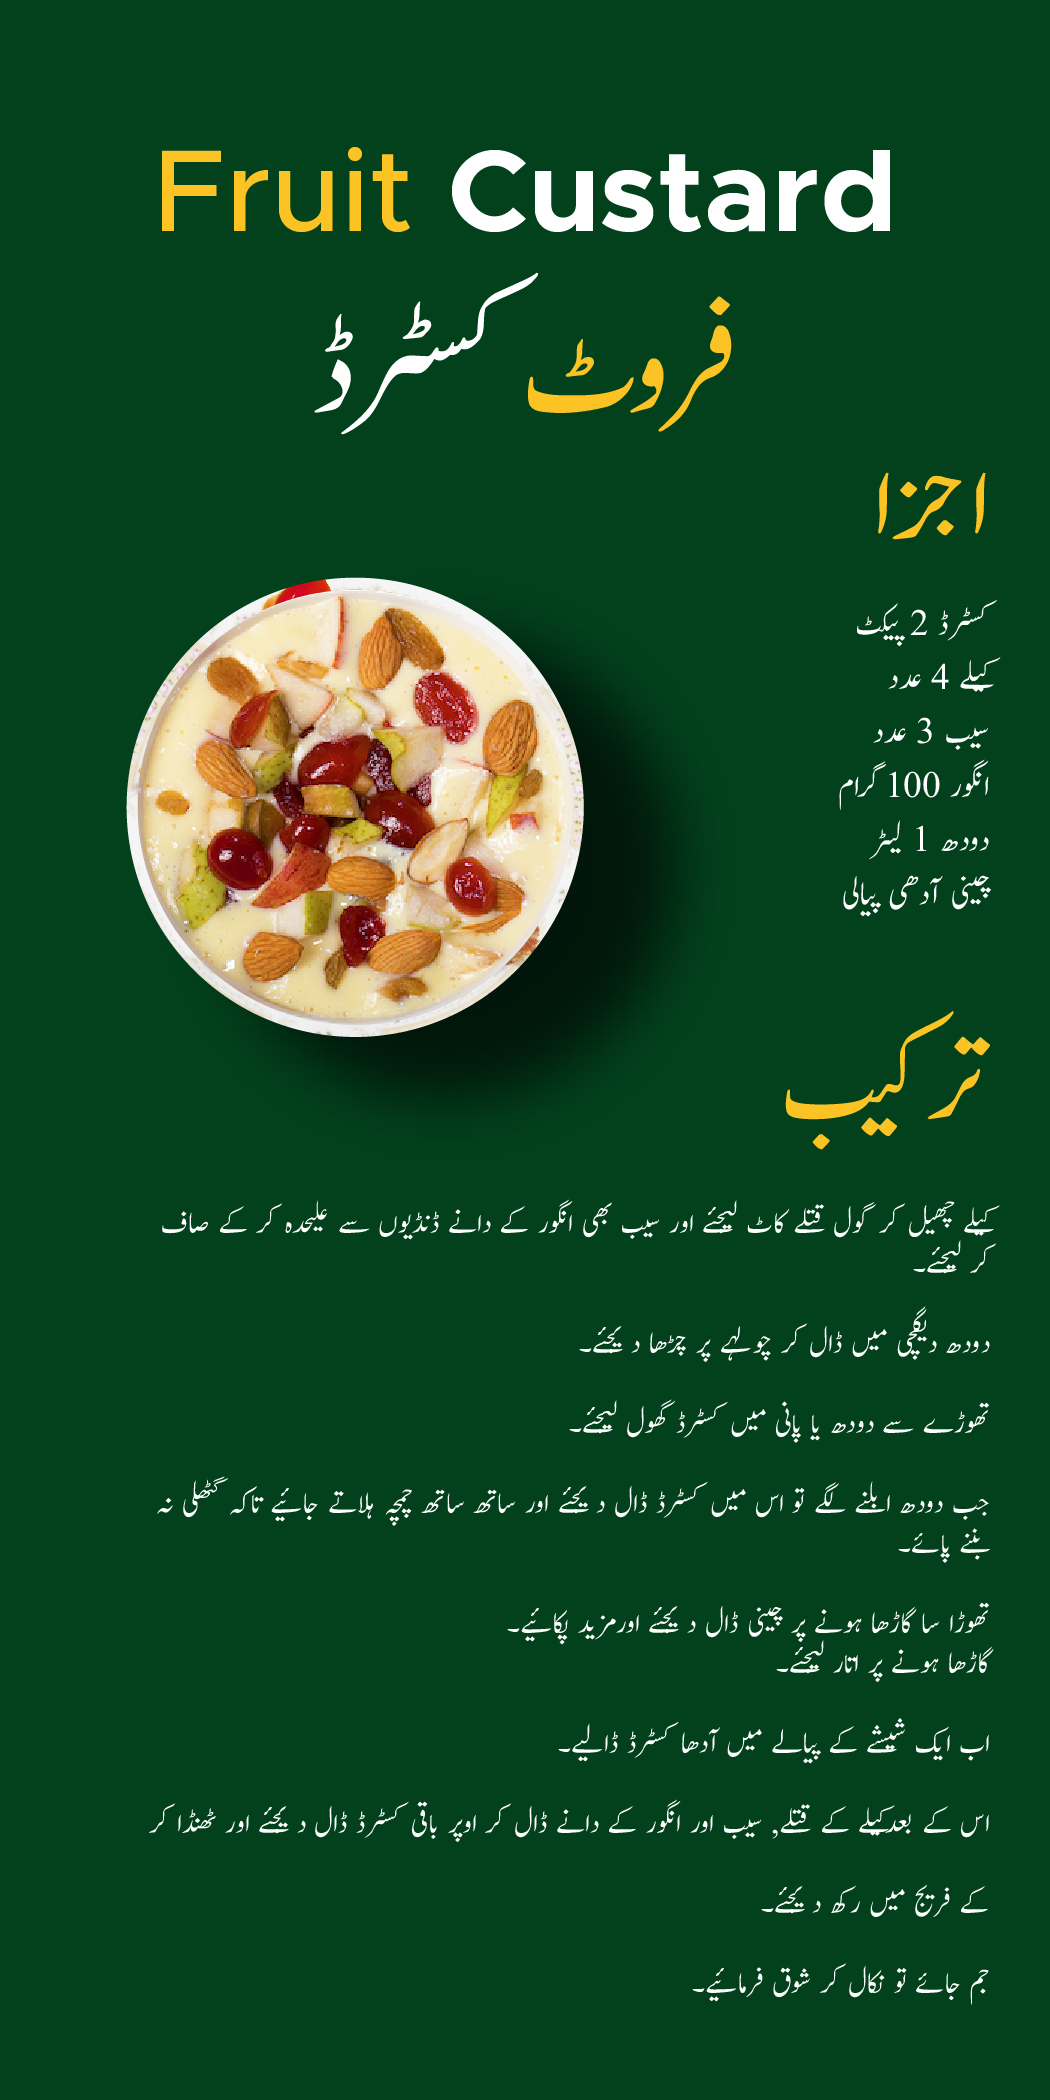 Fruit Custard
فروٹ کسٹرڈ
اجزا
کسٹرڈ 2 پیکٹ
کیلے 4 عدد
سیب 3 عدد
انگور 100 گرام
دودھ 1 لیٹر
چینی آدھی پیالی
ترکیب
کیلے چھیل کر گول قتلے کاٹ لیجئے اور سیب بھی انگور کے دانے ڈنڈیوں سے علیحدہ کر کے صاف
کر لیجئے۔
دودھ دیگچی میں ڈال کر چولہے پر چڑھا دیجئے۔
تھوڑے سے دودھ یا پانی میں کسٹرڈ گھول لیجئے۔
جب دودھ ابلنے لگے تو اس میں کسٹرڈ ڈال دیجئے اور ساتھ ساتھ چمچہ ہلاتے جائیے تاکہ گٹھلی نہ
بننے پائے۔
تھوڑا سا گاڑھا ہونے پر چینی ڈال دیجئے اورمزید پکائیے۔
گاڑھا ہونے پر اتار لیجئے۔
اب ایک شیشے کے پیالے میں آدھا کسٹرڈ ڈالیے۔
اس کے بعدکیلے کے قتلے, سیب اور انگور کے دانے ڈال کر اوپر باقی کسٹرڈ ڈال دیجئے اور ٹھنڈا کر
کے فریج میں رکھ دیجئے۔
جم جائے تو نکال کر شوق فرمائیے۔